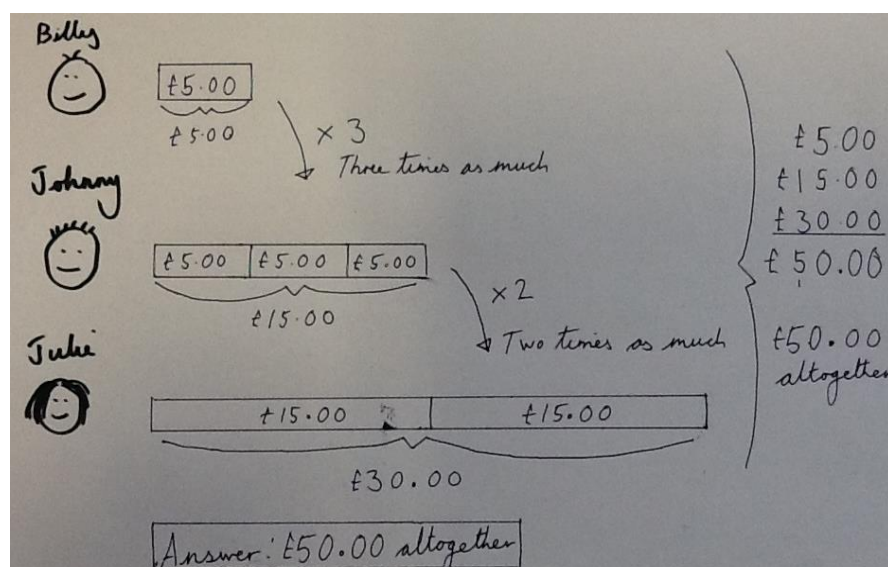 Billy
£5.00
£5.00
× 3
Three times as much
Johnny
£5.00 £5.00 £5.00
£15.00
× 2
Two times as much
Julie
£15.00 £15.00
£30.00
Answer: £50.00 altogether
£5.00
£15.00
£30.00
£50.00
1
£50.00
altogether